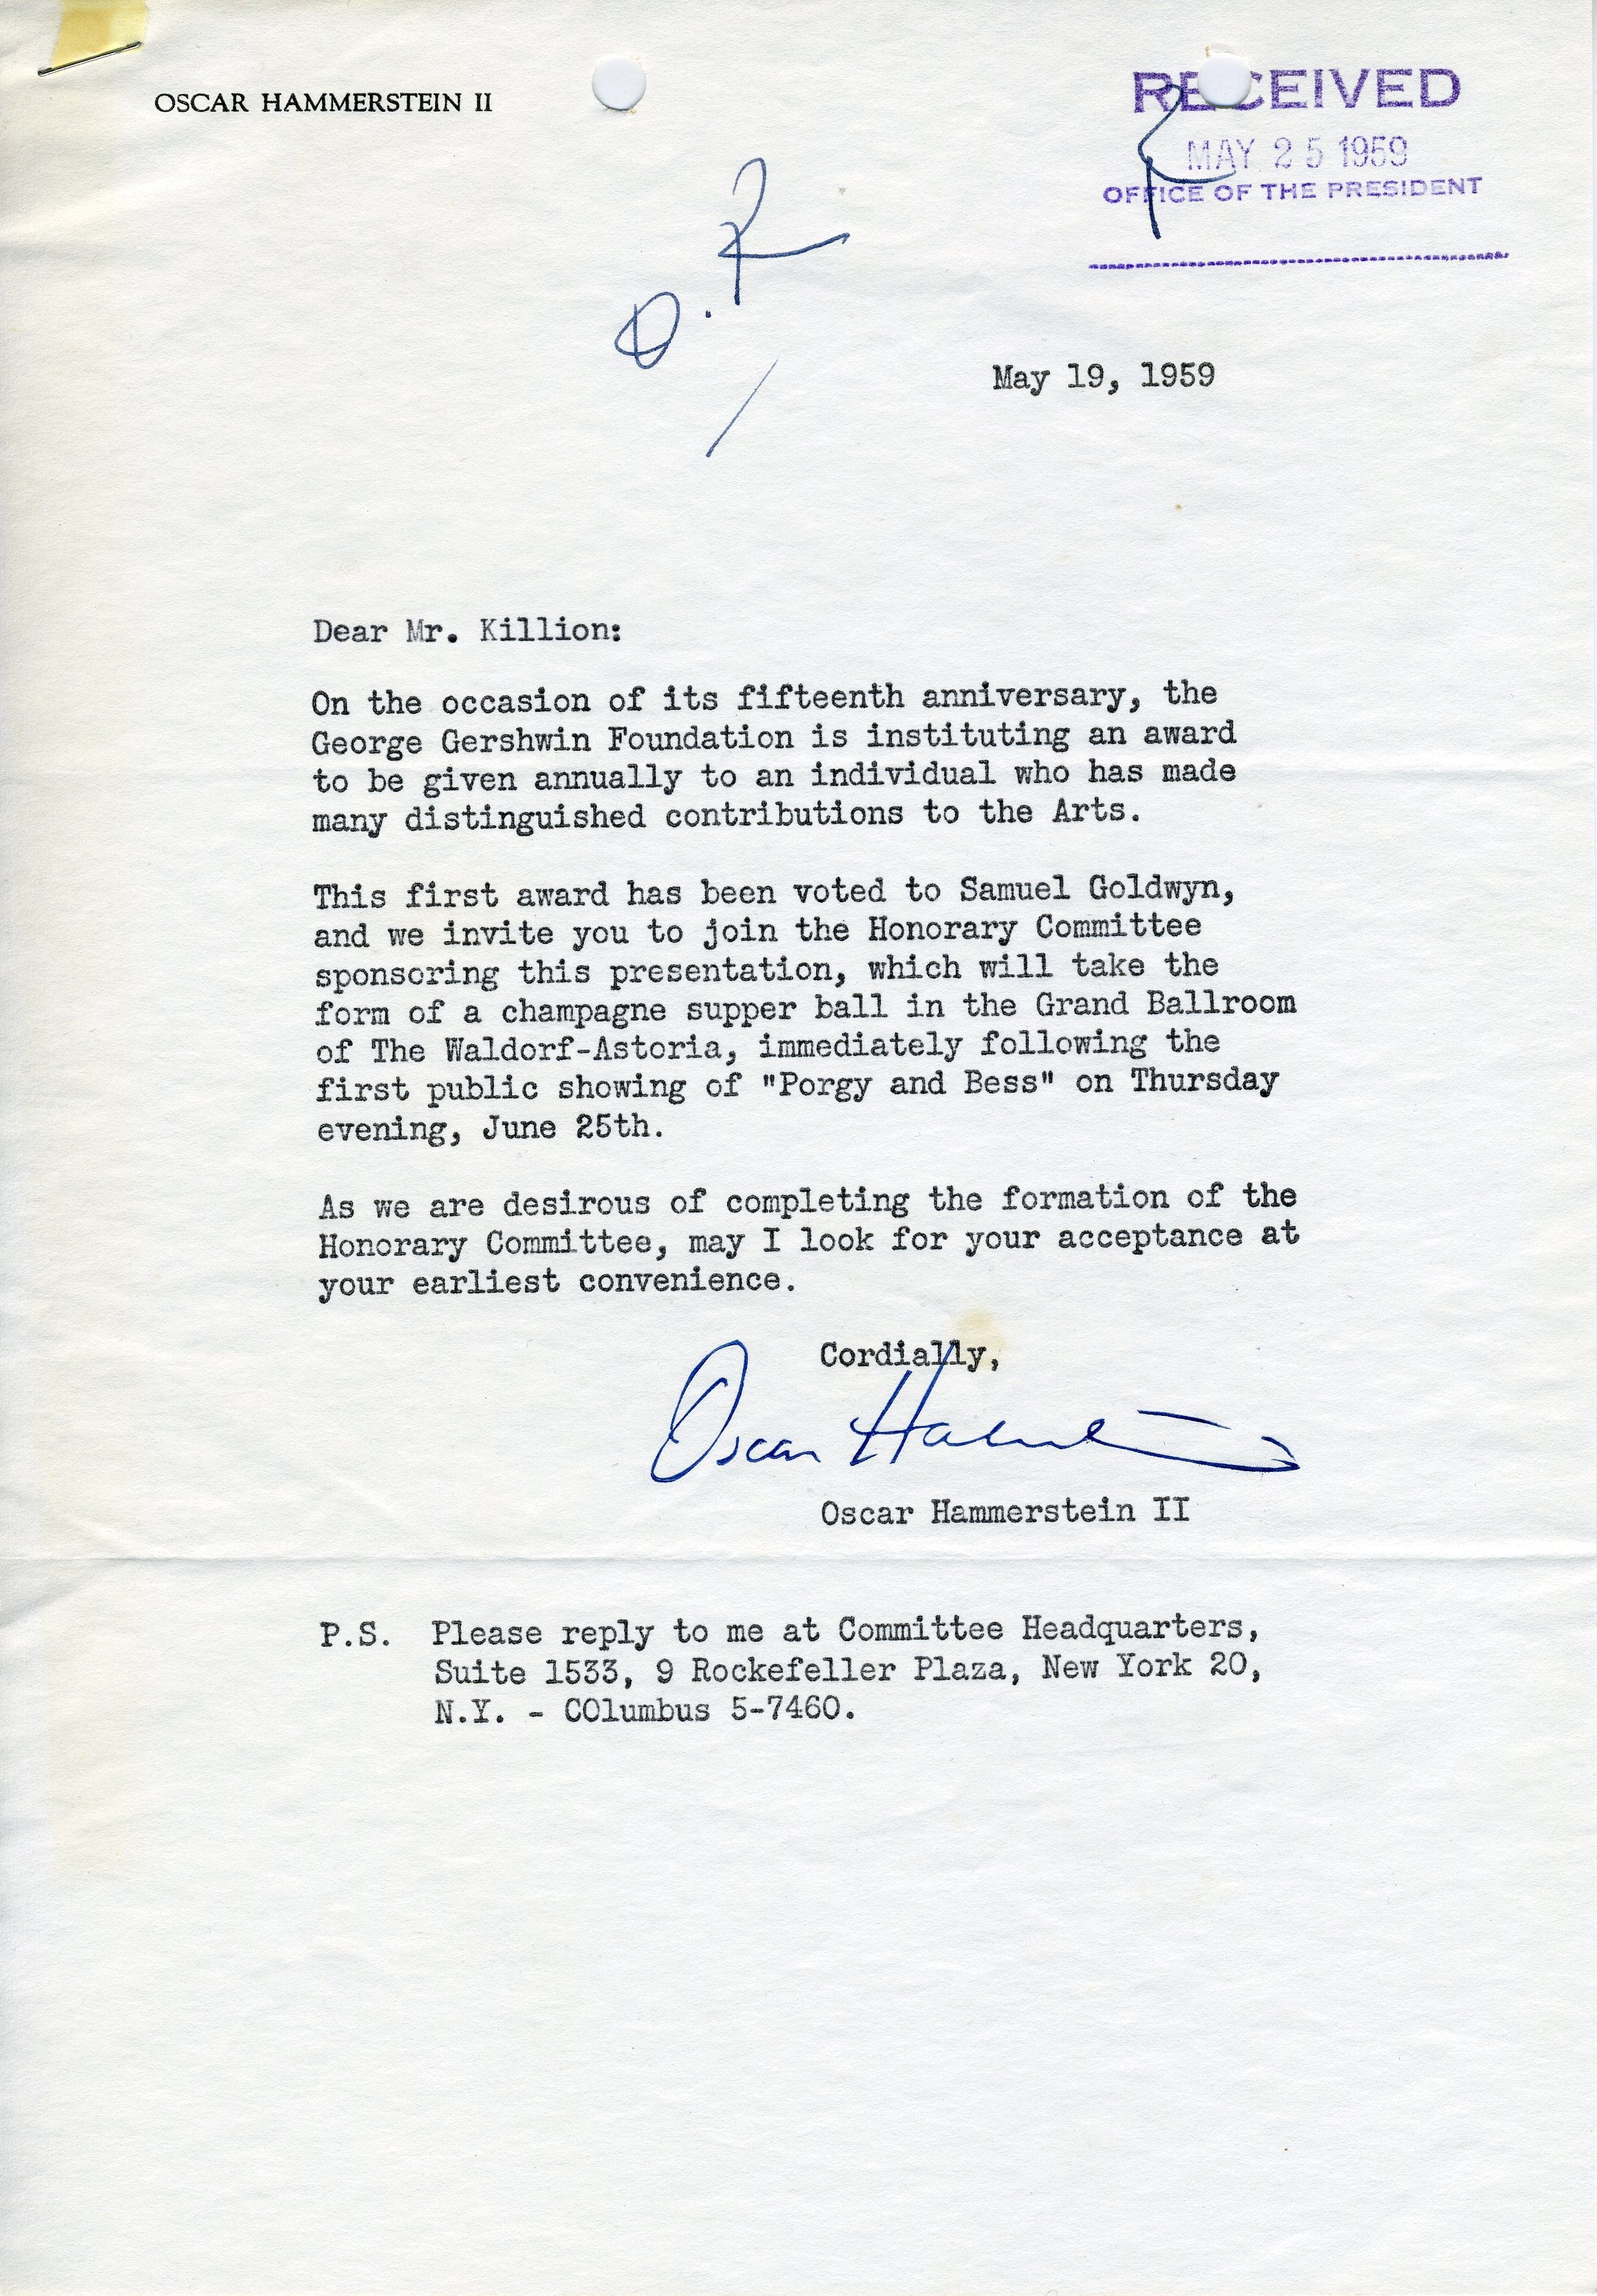 OSCAR HAMMERSTEIN II
RECEIVED
MAY 25 1959
OFFICE OF THE PRESIDENT
O.K
May 19, 1959
Dear Mr. Killion:
On the occasion of its fifteenth anniversary, the
George Gershwin Foundation is instituting an award
to be given annually to an individual who has made
many distinguished contributions to the Arts.
This first award has been voted to Samuel Goldwyn,
and we invite you to join the Honorary Committee
sponsoring this presentation, which will take the
form of a champagne supper ball in the Grand Ballroom
of The Waldorf-Astoria, immediately following the
first public showing of "Porgy and Bess" on Thursday
evening, June 25th.
As we are desirous of completing the formation of the
Honorary Committee, may I look for your acceptance at
your earliest convenience.
Cordially,
Oscar Hammerstein
Oscar Hammerstein II
P.S. Please reply to me at Committee Headquarters,
Suite 1533, 9 Rockefeller Plaza, New York 20,
N.Y. - COlumbus 5-7460.